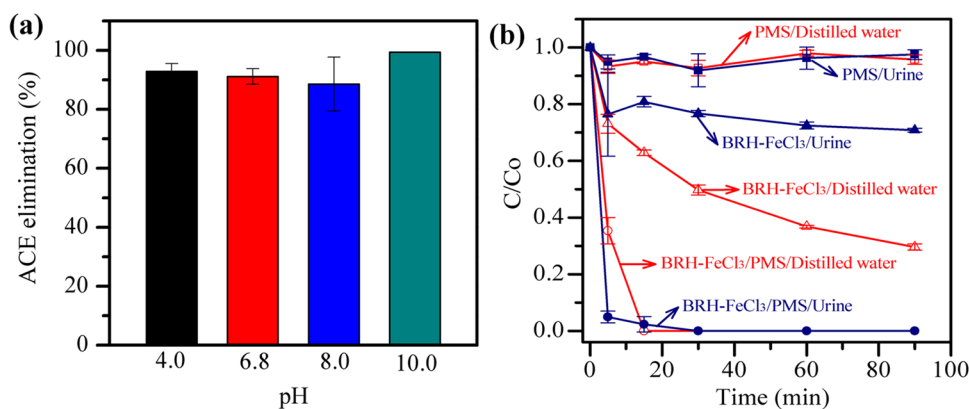 (a)
ACE elimination (%)
100
80
60
40
20
0
4.0 6.8 8.0 10.0
pH
(b)
C/Co
1.0
0.8
0.6
0.4
0.2
0.0
PMS/Distilled water
PMS/Urine
BRH-FeCl₃/Urine
BRH-FeCl₃/Distilled water
BRH-FeCl₃/PMS/Distilled water
BRH-FeCl₃/PMS/Urine
0 20 40 60 80 100
Time (min)